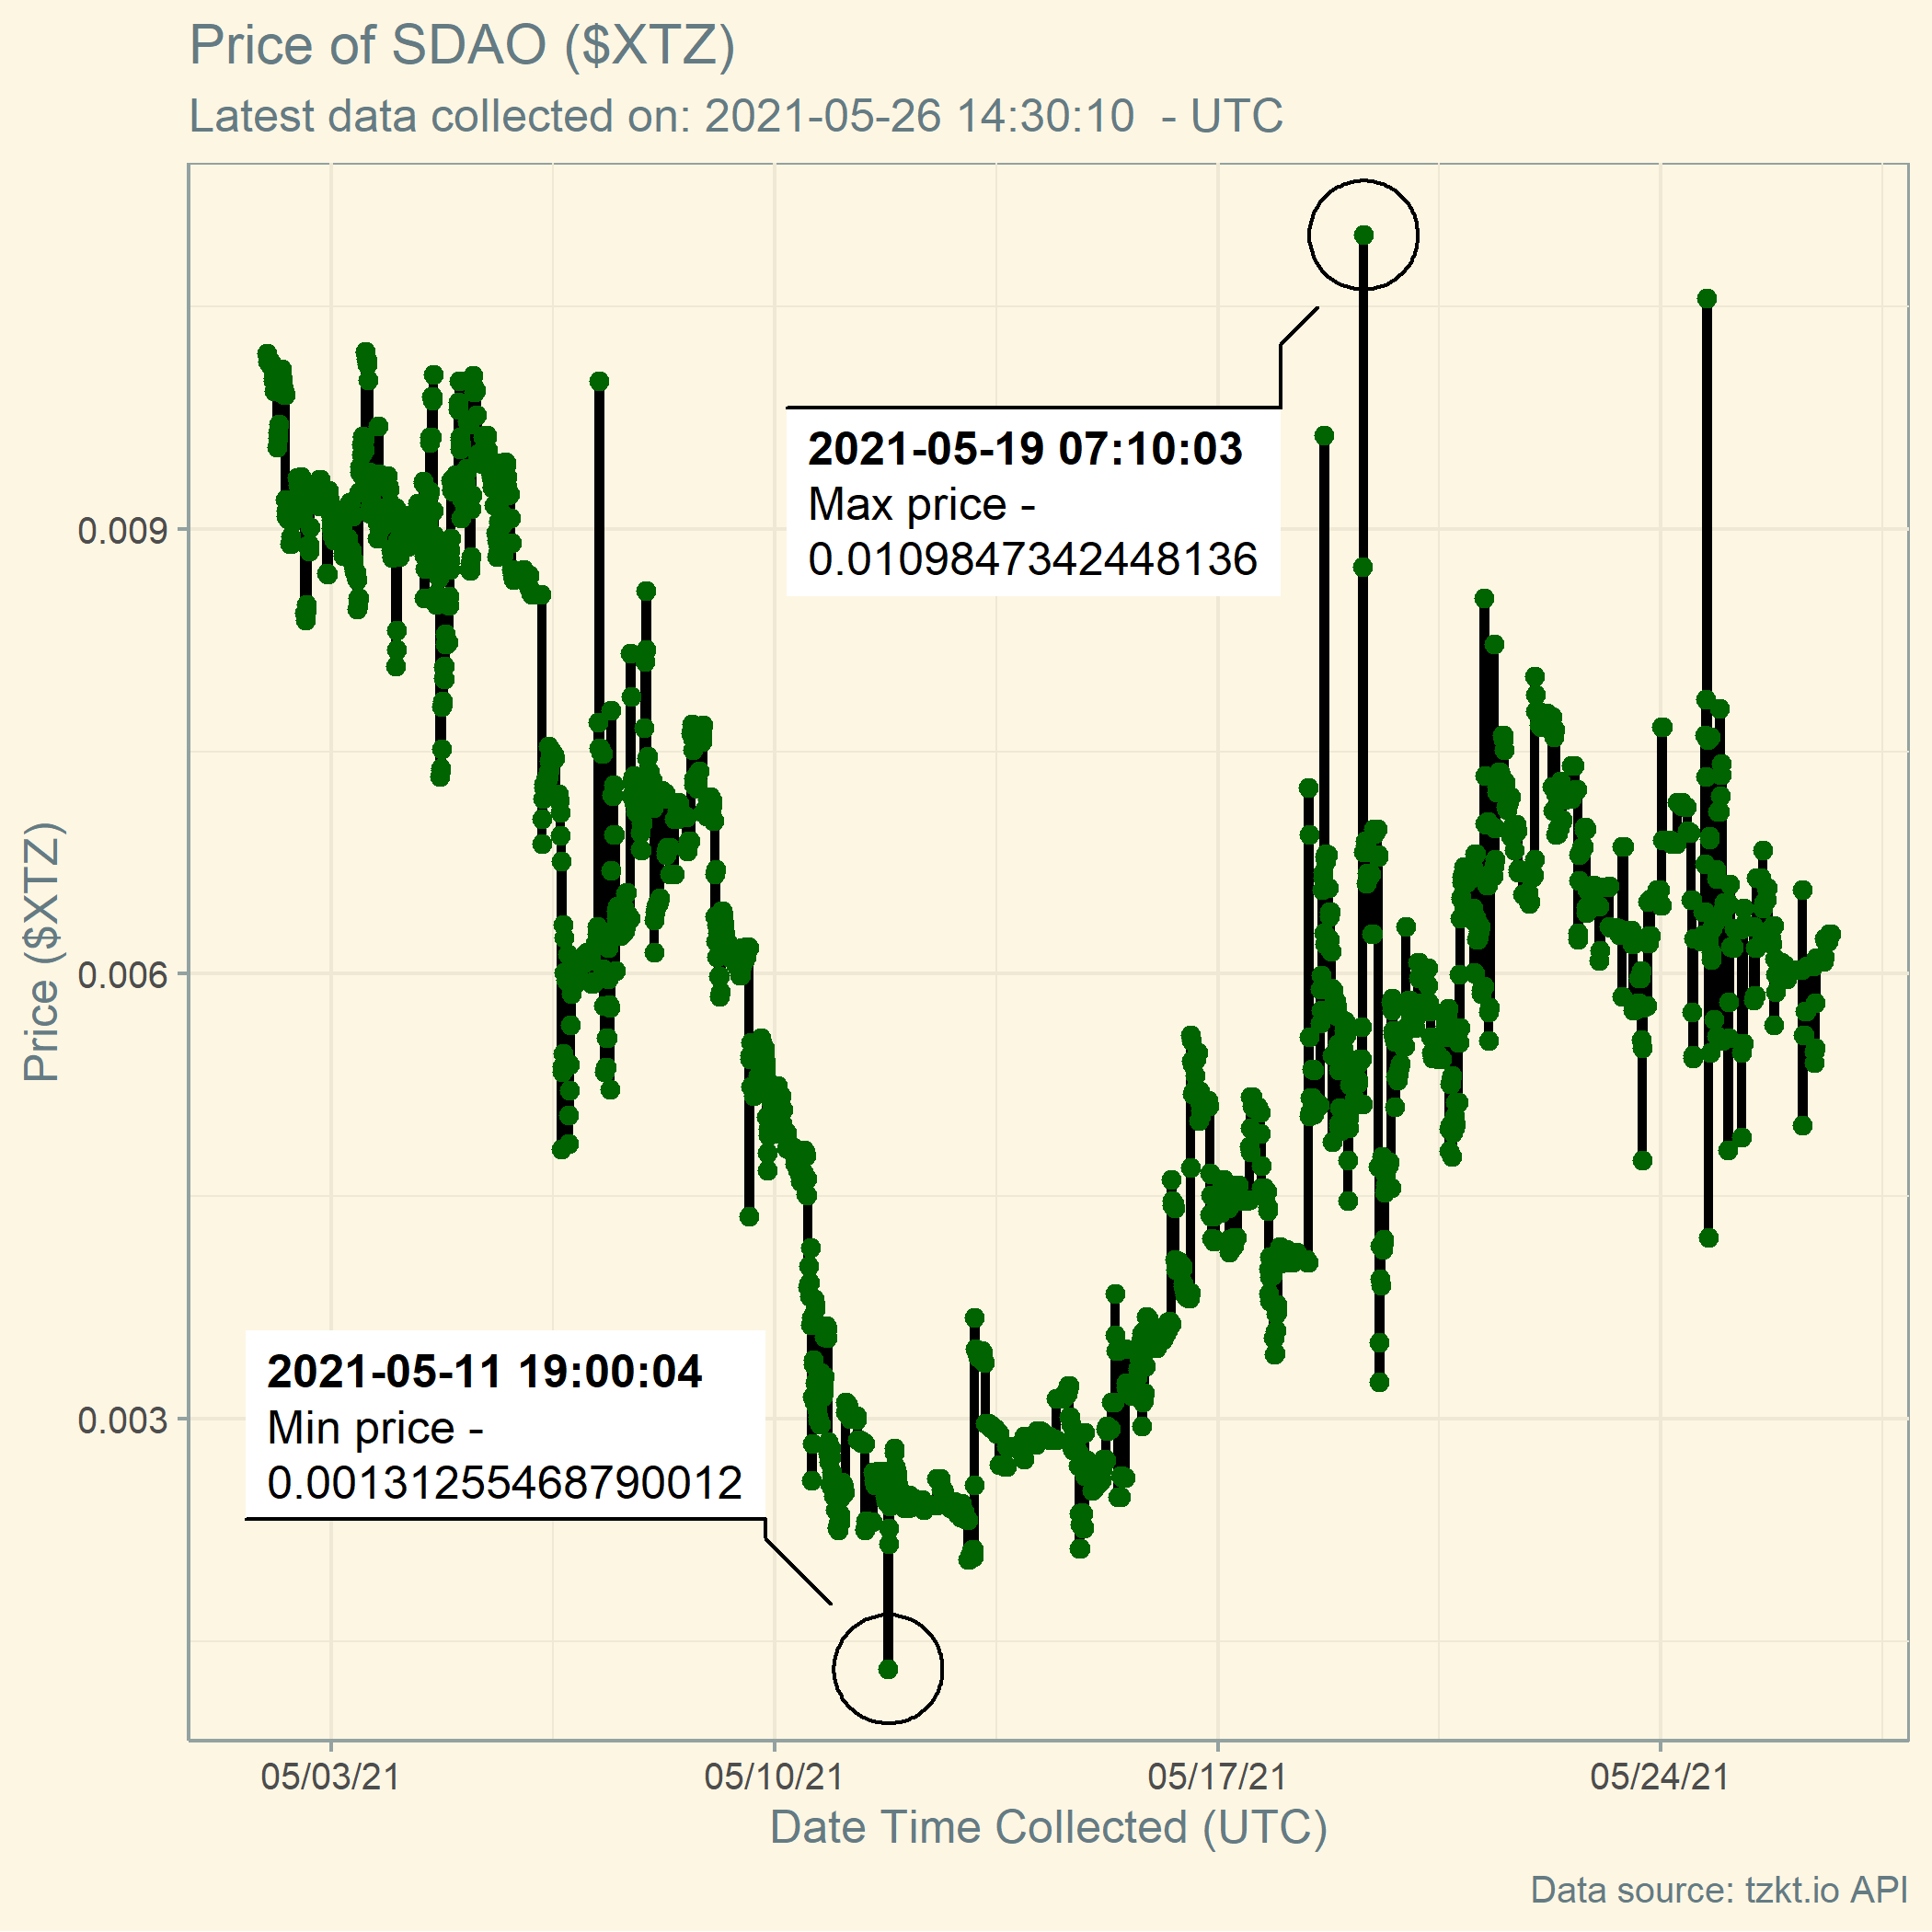 Price of SDAO ($XTZ)
Latest data collected on: 2021-05-26 14:30:10  - UTC
2021-05-19 07:10:03
Max price -
0.0109847342448136
0.009
0.006
0.003
Price ($XTZ)
2021-05-11 19:00:04
Min price -
0.00131255468790012
05/03/21
05/10/21
05/17/21
05/24/21
Date Time Collected (UTC)
Data source: tzkt.io API